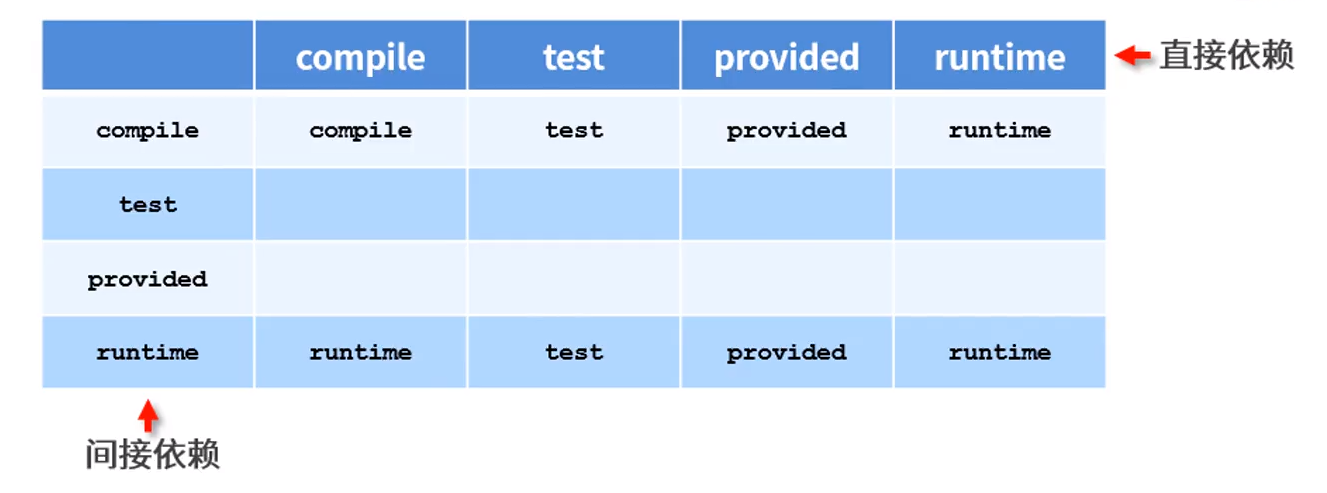 compile test provided runtime 直接依赖
compile compile test provided runtime
test
provided
runtime runtime test provided runtime
间接依赖